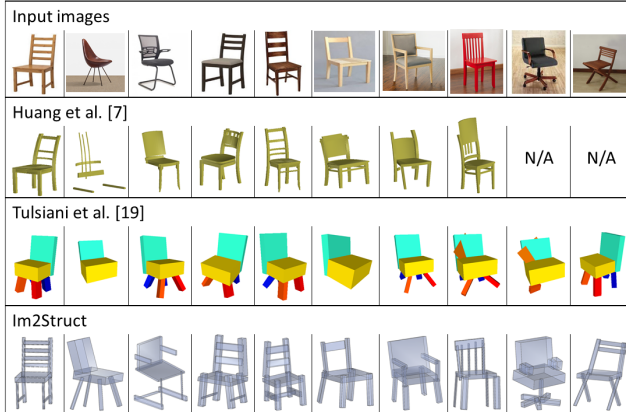 Input images
Huang et al. [7]
N/A N/A
Tulsiani et al. [19]
Im2Struct